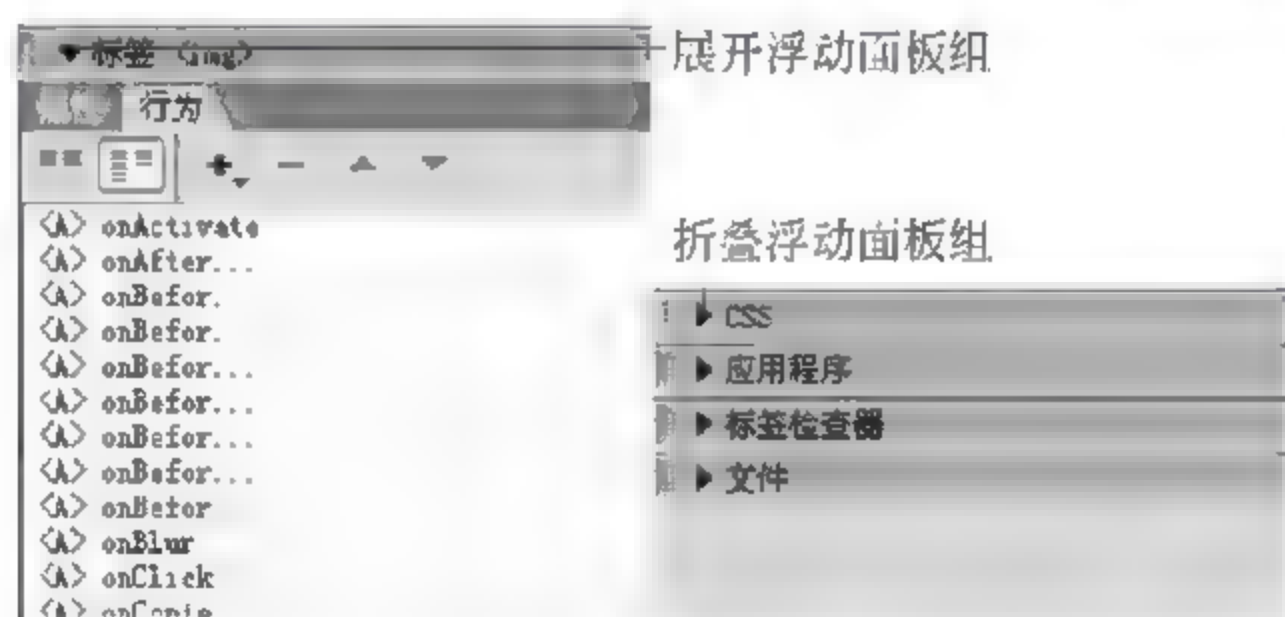 标签 <img>
展开浮动面板组
行为
<A> onActivate
<A> onAfter...
<A> onBefor.
<A> onBefor.
<A> onBefor...
<A> onBefor...
<A> onBefor...
<A> onBefor...
<A> onBefor
<A> onBlur
<A> onClick
折叠浮动面板组
CSS
应用程序
标签检查器
文件